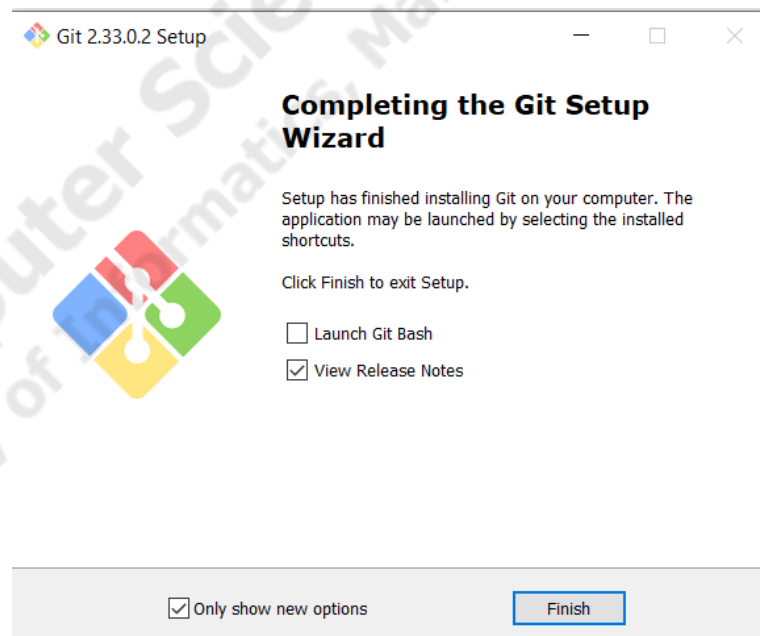 Git 2.33.0.2 Setup
Completing the Git Setup
Wizard
Setup has finished installing Git on your computer. The
application may be launched by selecting the installed
shortcuts.
Click Finish to exit Setup.
Launch Git Bash
View Release Notes
Only show new options
Finish